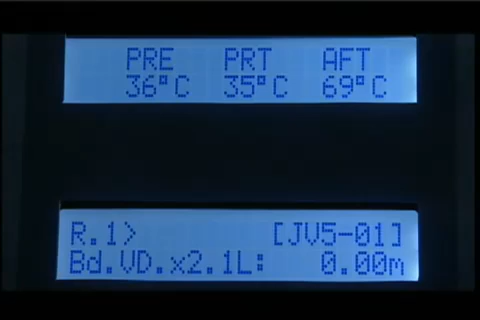 PRE PRT AFT
36°C 35°C 69°C
R.1> [JV5-01]
Bd.VD.x2.1L: 0.00m